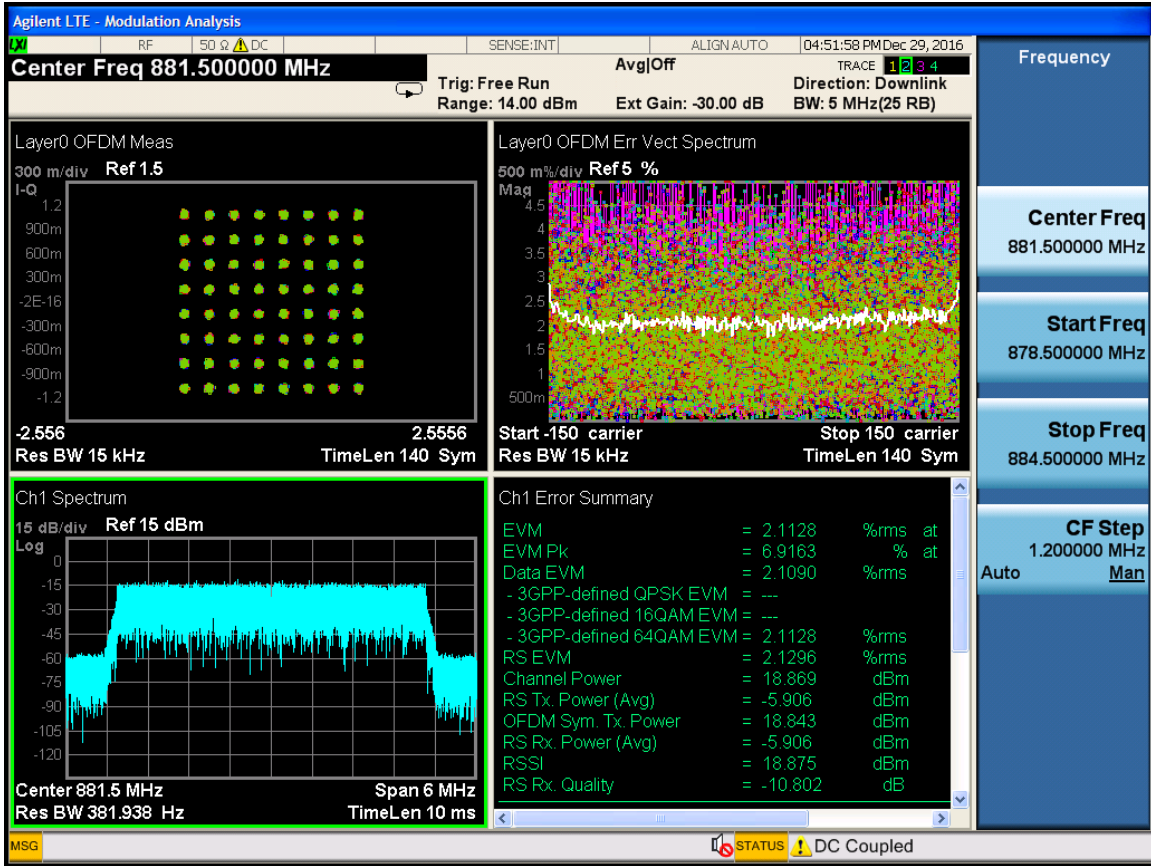 Agilent LTE - Modulation Analysis
LXI RF 50 Ω DC SENSE:INT ALIGN AUTO 04:51:58 PM Dec 29, 2016
Center Freq 881.500000 MHz
Avg|Off TRACE 1 2 3 4
Trig: Free Run Direction: Downlink
Range: 14.00 dBm Ext Gain: -30.00 dB BW: 5 MHz(25 RB)
Layer0 OFDM Meas
300 m/div Ref 1.5
I-Q
1.2
900m
600m
300m
-2E-16
-300m
-600m
-900m
-1.2
-2.556 2.5556
Res BW 15 kHz TimeLen 140 Sym
Layer0 OFDM Err Vect Spectrum
500 m%/div Ref 5 %
Mag
4.5
4
3.5
3
2.5
2
1.5
1
500m
Start -150 carrier Stop 150 carrier
Res BW 15 kHz TimeLen 140 Sym
Ch1 Spectrum
15 dB/div Ref 15 dBm
Log
0
-15
-30
-45
-60
-75
-90
-105
-120
Center 881.5 MHz Span 6 MHz
Res BW 381.938 Hz TimeLen 10 ms
Ch1 Error Summary
EVM = 2.1128 %rms at
EVM Pk = 6.9163 % at
Data EVM = 2.1090 %rms
- 3GPP-defined QPSK EVM = ---
- 3GPP-defined 16QAM EVM = ---
- 3GPP-defined 64QAM EVM = 2.1128 %rms
RS EVM = 2.1296 %rms
Channel Power = 18.869 dBm
RS Tx. Power (Avg) = -5.906 dBm
OFDM Sym. Tx. Power = 18.843 dBm
RS Rx. Power (Avg) = -5.906 dBm
RSSI = 18.875 dBm
RS Rx. Quality = -10.802 dB
Frequency
Center Freq
881.500000 MHz
Start Freq
878.500000 MHz
Stop Freq
884.500000 MHz
CF Step
1.200000 MHz
Auto Man
MSG STATUS DC Coupled